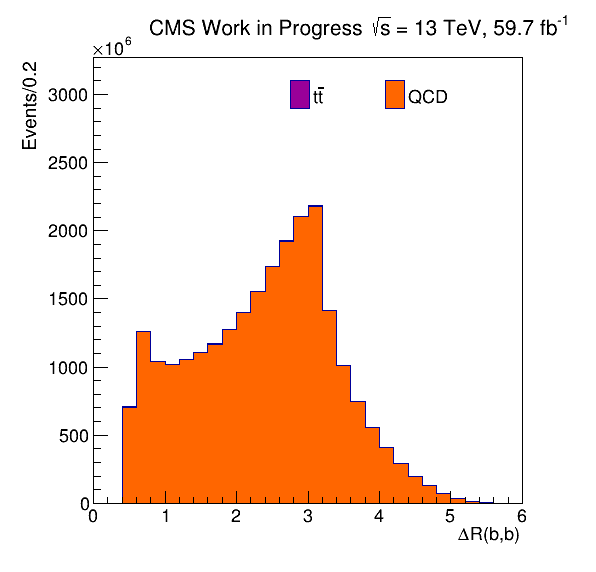 CMS Work in Progress √s = 13 TeV, 59.7 fb⁻¹
×10⁶
Events/0.2
tt̄
QCD
3000
2500
2000
1500
1000
500
0
0 1 2 3 4 5 6
ΔR(b,b)